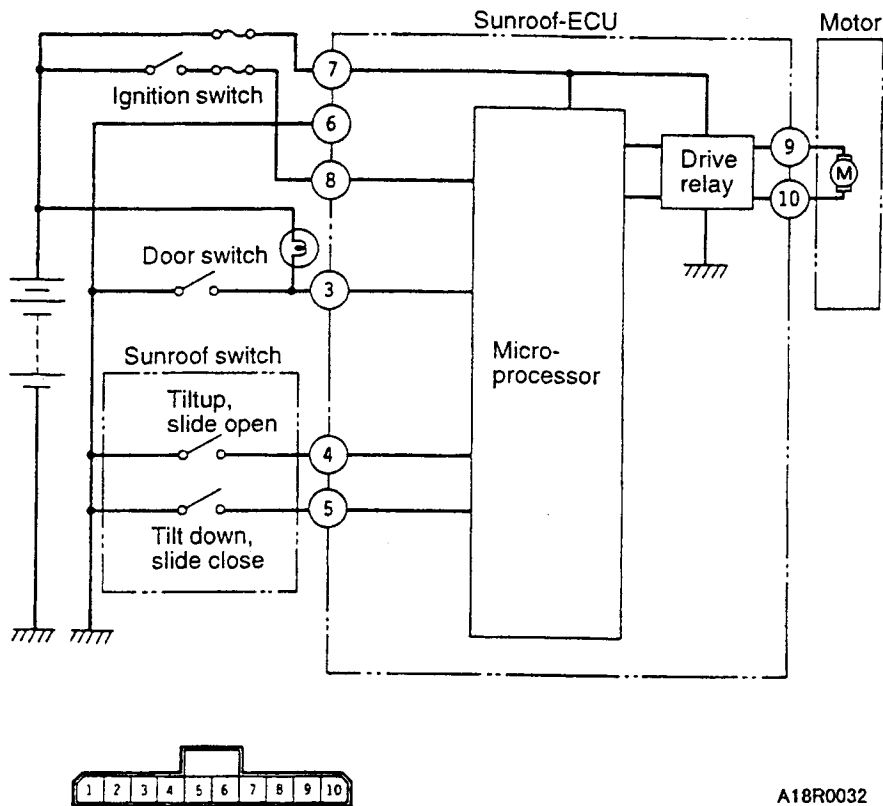 Sunroof-ECU
Motor
7
Ignition switch
6
8
Drive
relay
9
M
10
Door switch
3
Micro-
processor
Sunroof switch
Tiltup,
slide open
4
5
Tilt down,
slide close
1 2 3 4 5 6 7 8 9 10
A18R0032